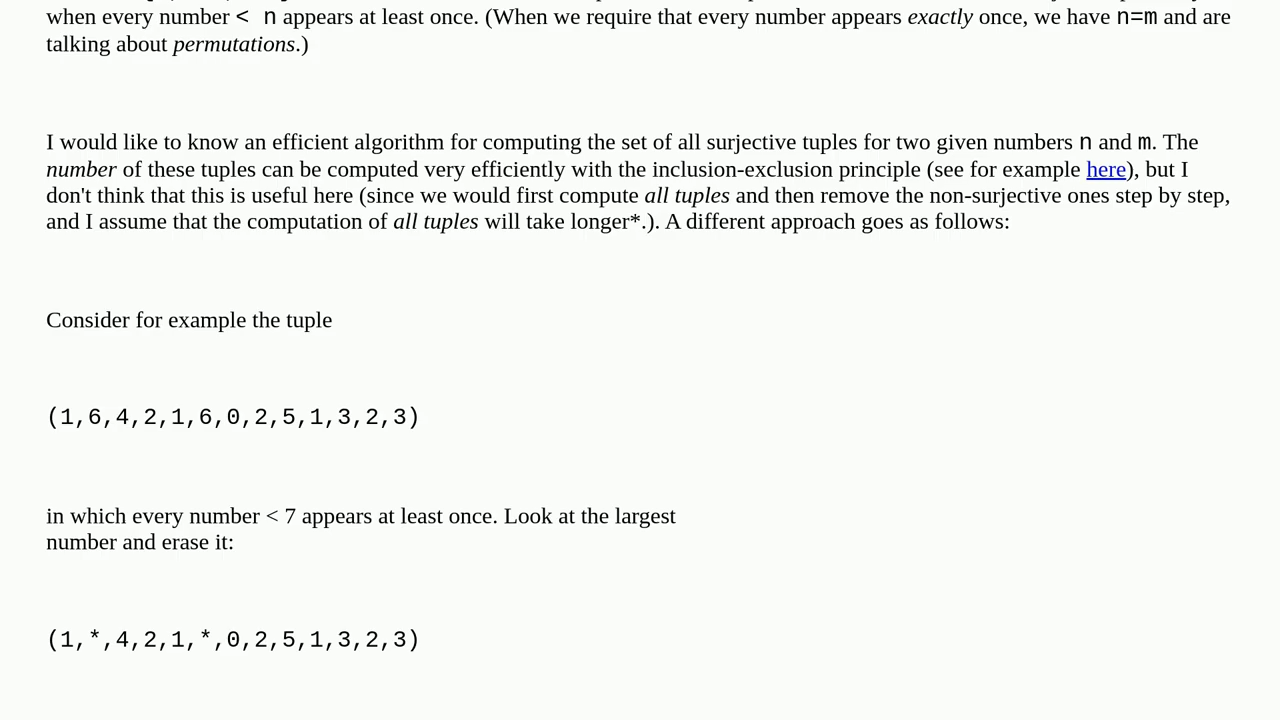 when every number < n appears at least once. (When we require that every number appears exactly once, we have n=m and are
talking about permutations.)
I would like to know an efficient algorithm for computing the set of all surjective tuples for two given numbers n and m. The
number of these tuples can be computed very efficiently with the inclusion-exclusion principle (see for example here), but I
don't think that this is useful here (since we would first compute all tuples and then remove the non-surjective ones step by step,
and I assume that the computation of all tuples will take longer*.). A different approach goes as follows:
Consider for example the tuple
(1,6,4,2,1,6,0,2,5,1,3,2,3)
in which every number < 7 appears at least once. Look at the largest
number and erase it:
(1,*,4,2,1,*,0,2,5,1,3,2,3)